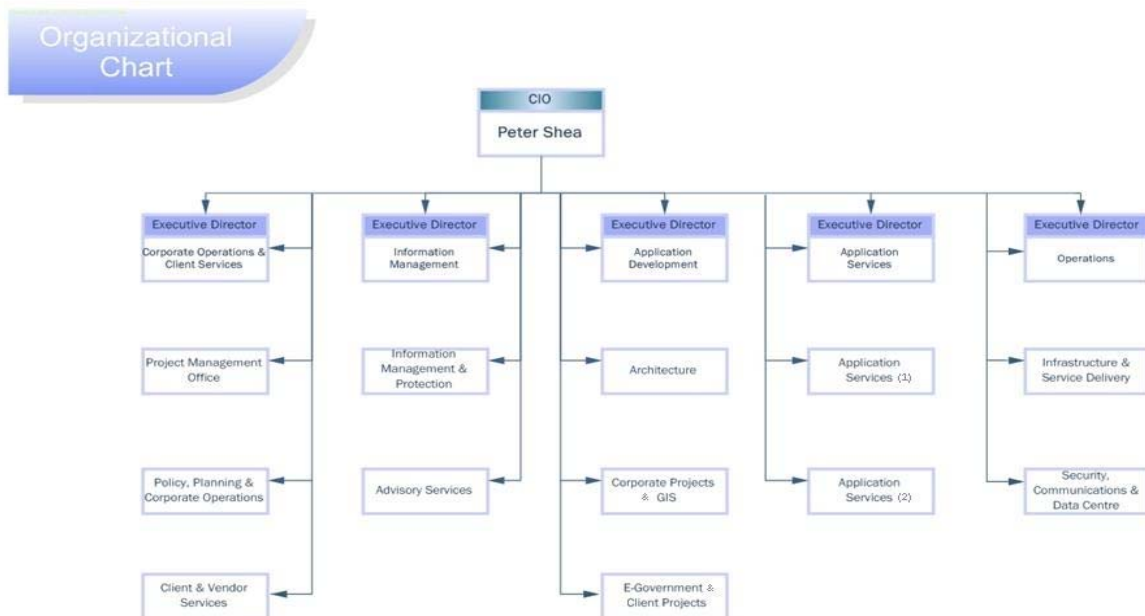 Organizational
Chart
CIO
Peter Shea
Executive Director
Corporate Operations &
Client Services
Executive Director
Information
Management
Executive Director
Application
Development
Executive Director
Application
Services
Executive Director
Operations
Project Management
Office
Information
Management &
Protection
Architecture
Application
Services (1)
Infrastructure &
Service Delivery
Policy, Planning &
Corporate Operations
Advisory Services
Corporate Projects
& GIS
Application
Services (2)
Security,
Communications &
Data Centre
Client & Vendor
Services
E-Government &
Client Projects